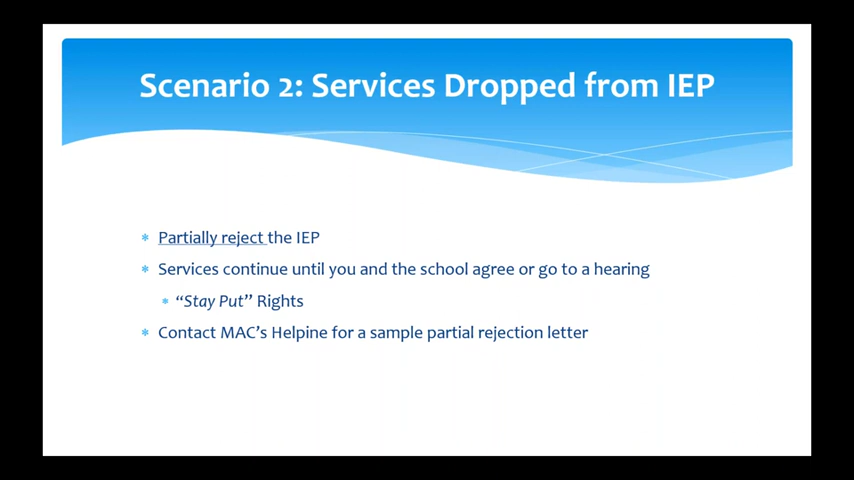 Scenario 2: Services Dropped from IEP
* Partially reject the IEP
* Services continue until you and the school agree or go to a hearing
* “Stay Put” Rights
* Contact MAC’s Helpine for a sample partial rejection letter